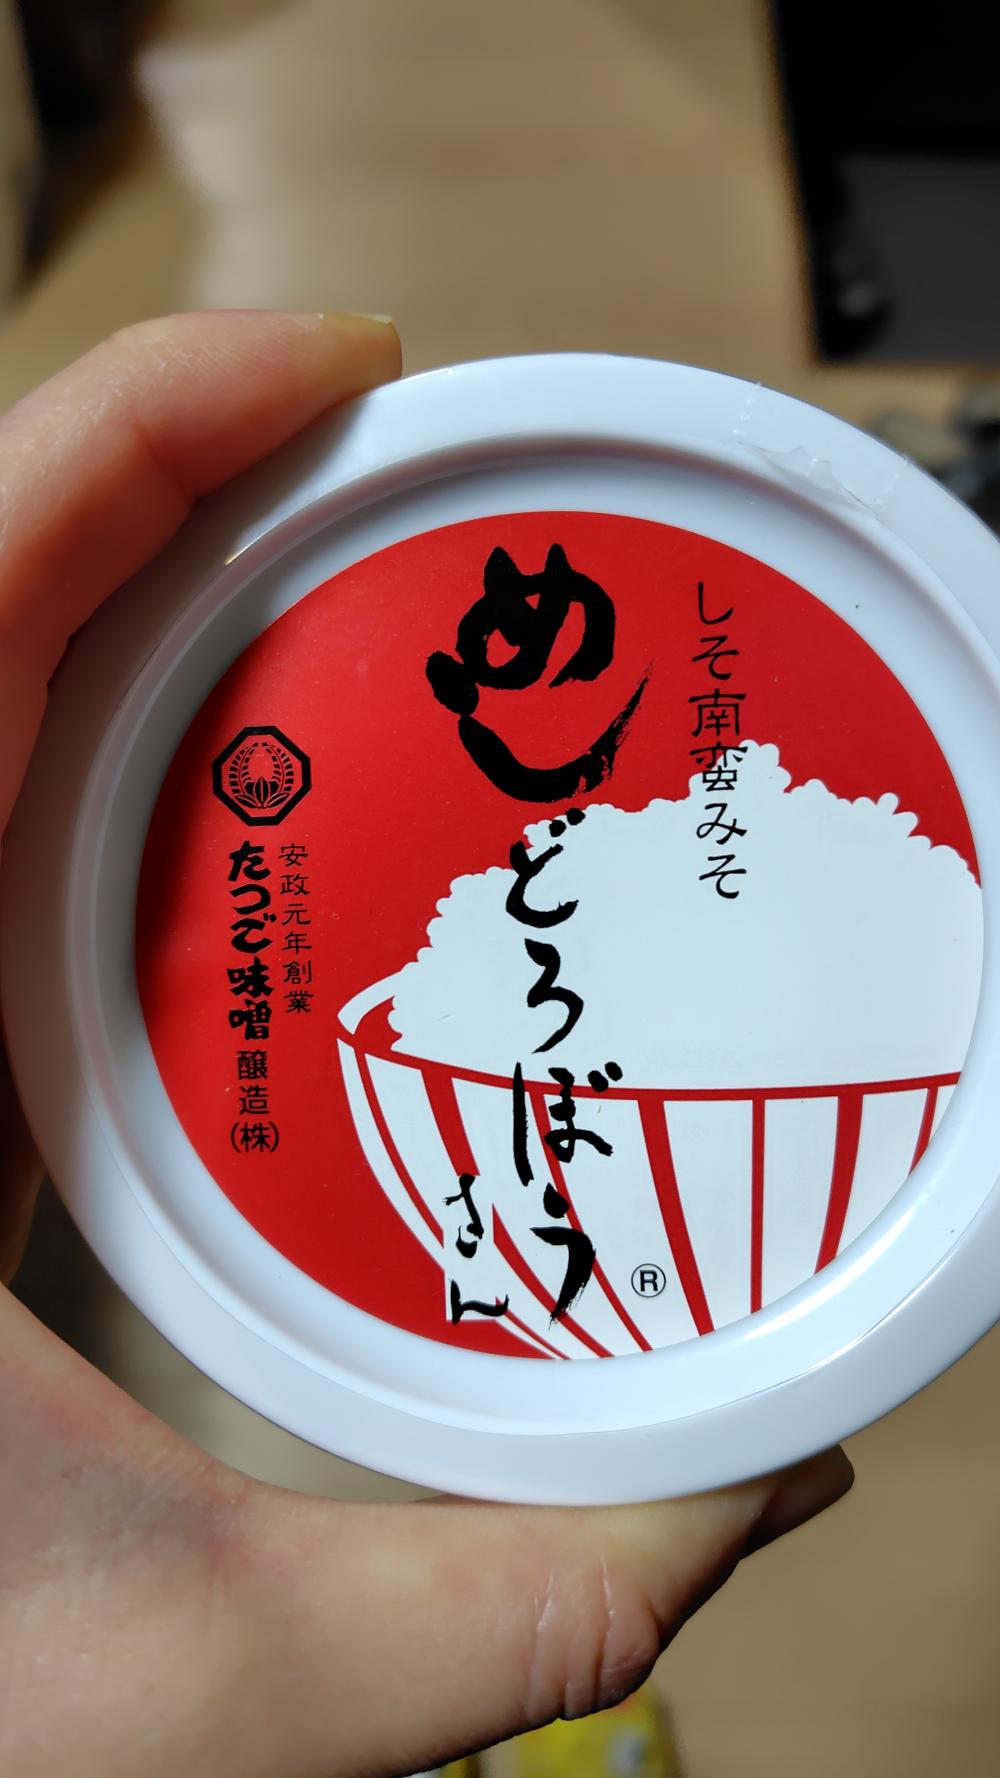 しそ南蛮みそ
めしどろぼう
さん
®
安政元年創業
たつご味噌醸造(株)